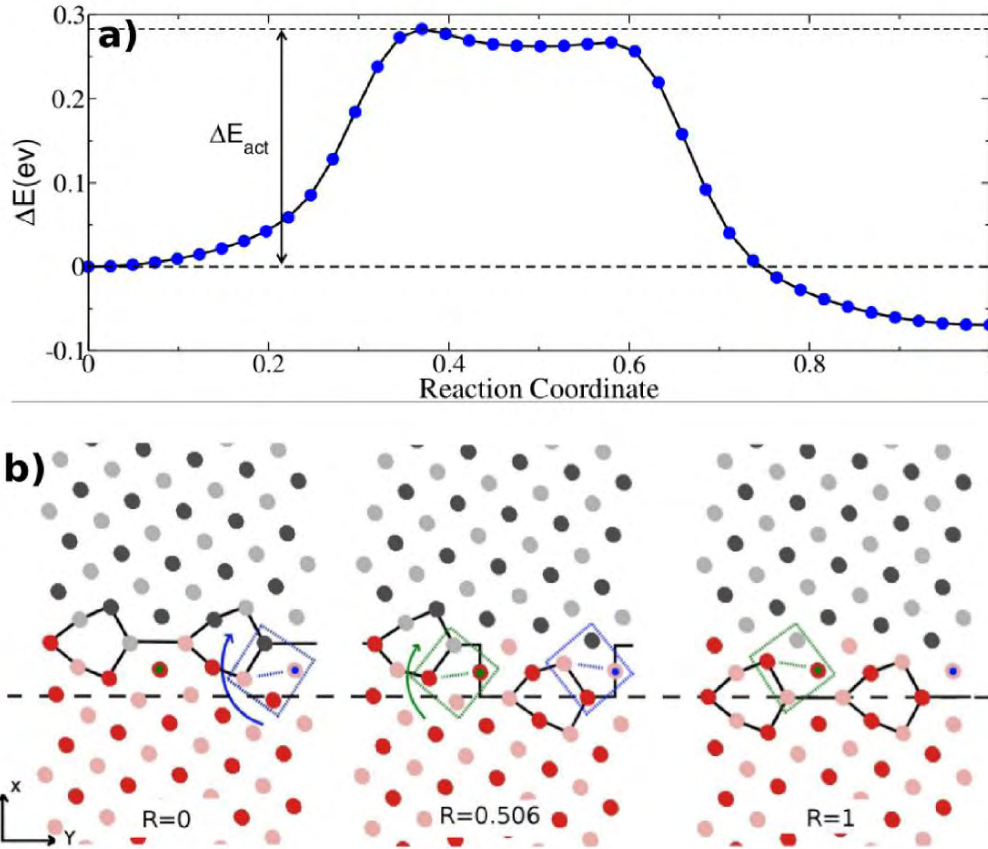 a)
0.3
0.2
0.1
0
-0.1
ΔE(ev)
ΔE_act
0 0.2 0.4 0.6 0.8
Reaction Coordinate
b)
x
Y
R=0
R=0.506
R=1